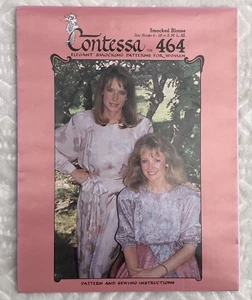 Smocked Blouse
Contessa 464
ELEGANT SMOCKING PATTERNS FOR WOMEN
PATTERN AND SEWING INSTRUCTIONS